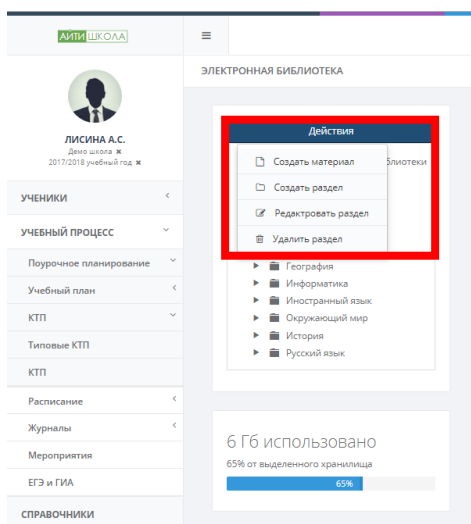 АЙТИ ШКОЛА
ЛИСИНА А.С.
Демо школа ✖
2017/2018 учебный год ✖
УЧЕНИКИ
УЧЕБНЫЙ ПРОЦЕСС
Поурочное планирование
Учебный план
КТП
Типовые КТП
КТП
Расписание
Журналы
Мероприятия
ЕГЭ и ГИА
СПРАВОЧНИКИ
ЭЛЕКТРОННАЯ БИБЛИОТЕКА
Действия
Создать материал
Создать раздел
Редактровать раздел
Удалить раздел
География
Информатика
Иностранный язык
Окружающий мир
История
Русский язык
6 Гб использовано
65% от выделенного хранилища
65%